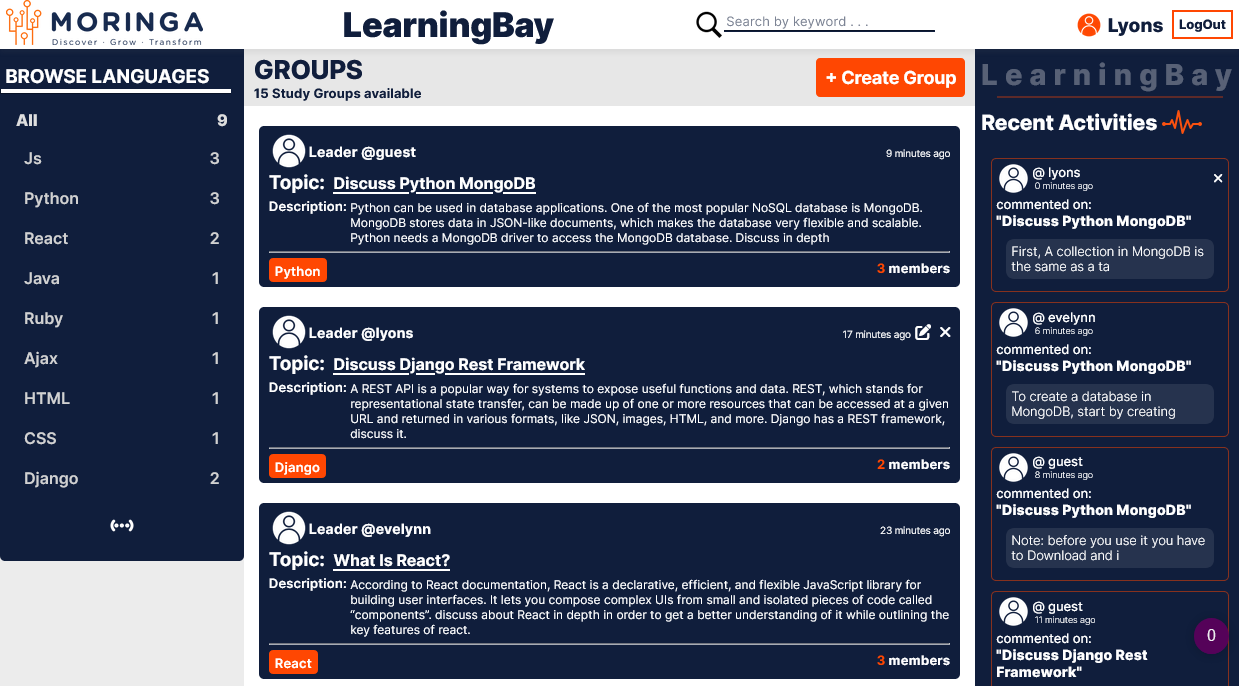 MORINGA
Discover · Grow · Transform
LearningBay
Search by keyword . . .
Lyons
LogOut
BROWSE LANGUAGES
All 9
Js 3
Python 3
React 2
Java 1
Ruby 1
Ajax 1
HTML 1
CSS 1
Django 2
GROUPS
15 Study Groups available
+ Create Group
Leader @guest
9 minutes ago
Topic: Discuss Python MongoDB
Description: Python can be used in database applications. One of the most popular NoSQL database is MongoDB.
MongoDB stores data in JSON-like documents, which makes the database very flexible and scalable.
Python needs a MongoDB driver to access the MongoDB database. Discuss in depth
Python
3 members
Leader @lyons
17 minutes ago
Topic: Discuss Django Rest Framework
Description: A REST API is a popular way for systems to expose useful functions and data. REST, which stands for
representational state transfer, can be made up of one or more resources that can be accessed at a given
URL and returned in various formats, like JSON, images, HTML, and more. Django has a REST framework,
discuss it.
Django
2 members
Leader @evelynn
23 minutes ago
Topic: What Is React?
Description: According to React documentation, React is a declarative, efficient, and flexible JavaScript library for
building user interfaces. It lets you compose complex UIs from small and isolated pieces of code called
“components”. discuss about React in depth in order to get a better understanding of it while outlining the
key features of react.
React
3 members
LearningBay
Recent Activities
@ lyons
0 minutes ago
commented on:
"Discuss Python MongoDB"
First, A collection in MongoDB is
the same as a ta
@ evelynn
6 minutes ago
commented on:
"Discuss Python MongoDB"
To create a database in
MongoDB, start by creating
@ guest
8 minutes ago
commented on:
"Discuss Python MongoDB"
Note: before you use it you have
to Download and i
@ guest
11 minutes ago
commented on:
"Discuss Django Rest
Framework"
0